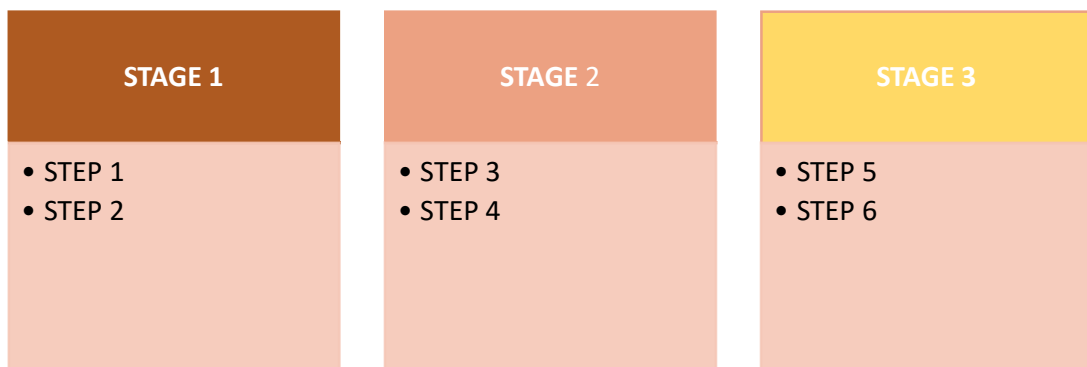 STAGE 1
• STEP 1
• STEP 2
STAGE 2
• STEP 3
• STEP 4
STAGE 3
• STEP 5
• STEP 6